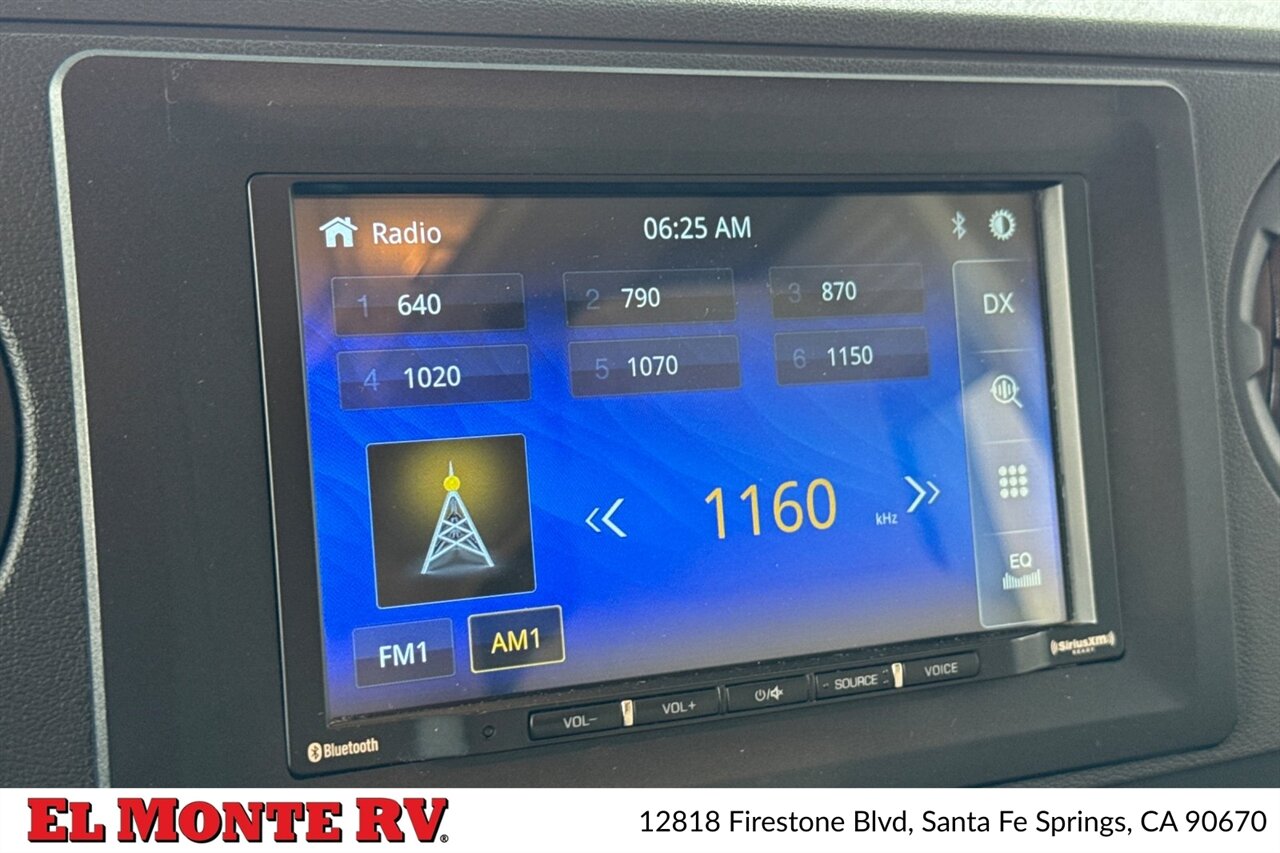 Radio 06:25 AM
1 640 2 790 3 870
DX
4 1020 5 1070 6 1150
1160 kHz
EQ
FM1 AM1
VOL- VOL+ SOURCE VOICE
Bluetooth
SiriusXM
READY
EL MONTE RV®
12818 Firestone Blvd, Santa Fe Springs, CA 90670